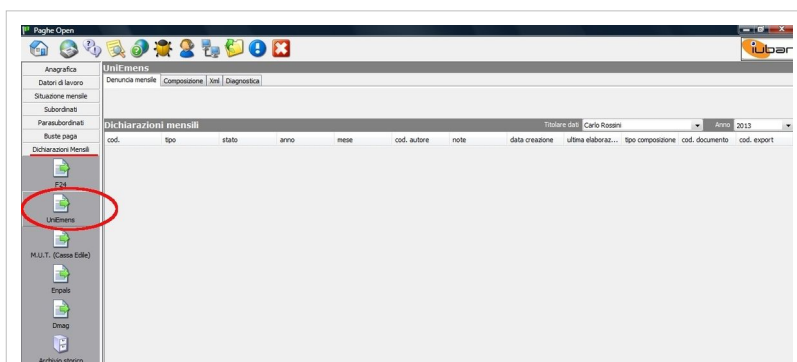 Paghe Open
iubar
Anagrafica
Datori di lavoro
Situazione mensile
Subordinati
Parasubordinati
Buste paga
Dichiarazioni Mensili
F24
UniEmens
M.U.T. (Cassa Edile)
Enpals
Dmag
Archivio storico
UniEmens
Denuncia mensile Composizione Xml Diagnostica
Dichiarazioni mensili Titolare dati Carlo Rossini Anno 2013
cod. tipo stato anno mese cod. autore note data creazione ultima elaboraz... tipo composizione cod. documento cod. export